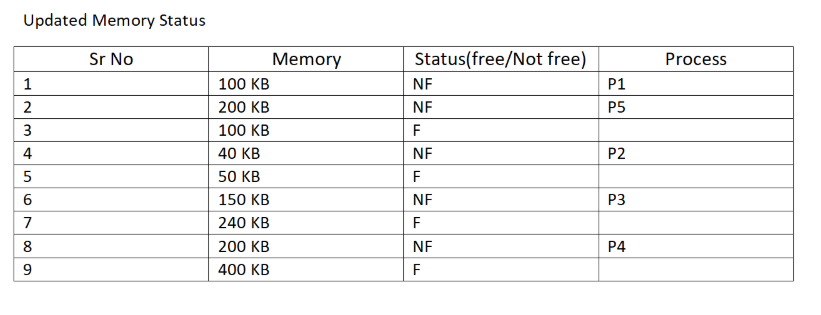 Updated Memory Status
Sr No Memory Status(free/Not free) Process
1 100 KB NF P1
2 200 KB NF P5
3 100 KB F
4 40 KB NF P2
5 50 KB F
6 150 KB NF P3
7 240 KB F
8 200 KB NF P4
9 400 KB F